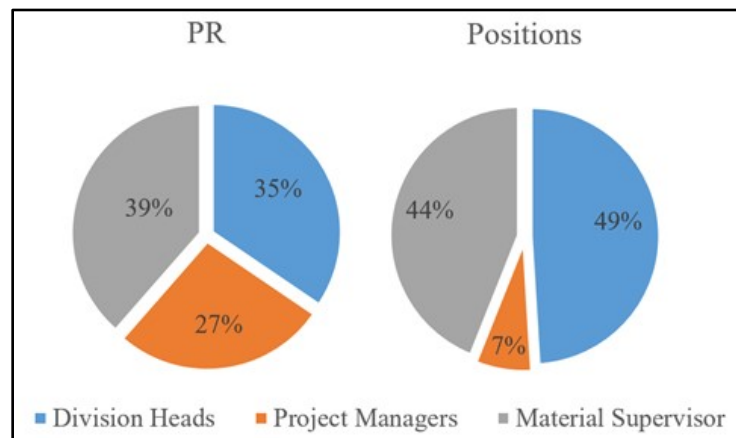 PR
Positions
39%
35%
27%
44%
49%
7%
Division Heads
Project Managers
Material Supervisor